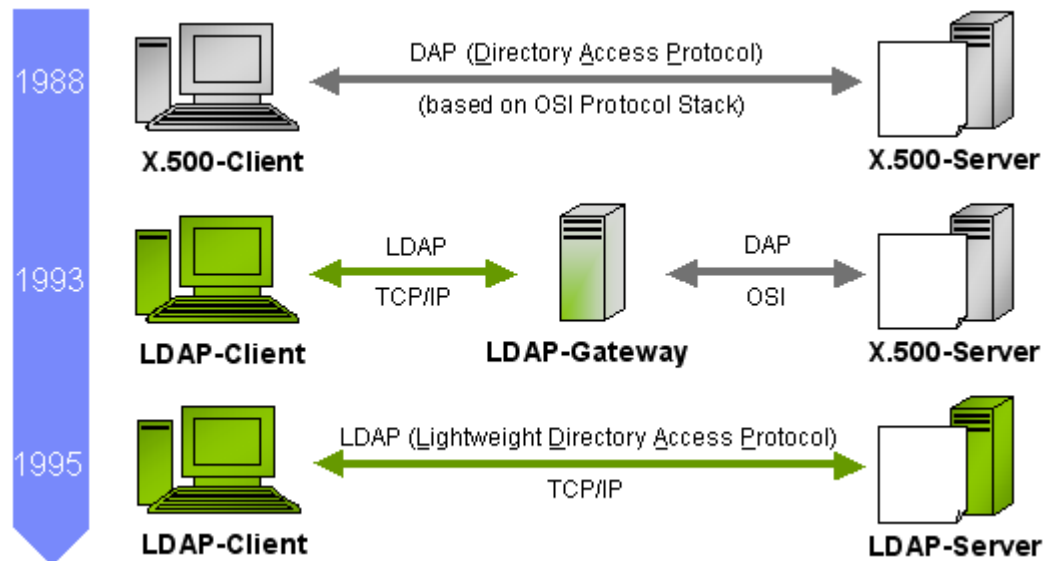 1988
DAP (Directory Access Protocol)
(based on OSI Protocol Stack)
X.500-Client
X.500-Server
1993
LDAP
TCP/IP
DAP
OSI
LDAP-Client
LDAP-Gateway
X.500-Server
1995
LDAP (Lightweight Directory Access Protocol)
TCP/IP
LDAP-Client
LDAP-Server